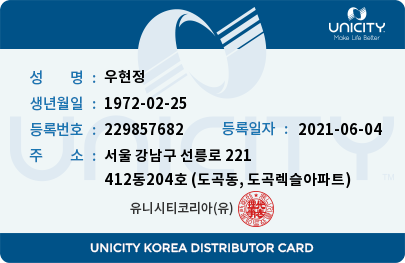 UNICITY
Make Life Better
성 명 : 우현정
생년월일 : 1972-02-25
등록번호 : 229857682 등록일자 : 2021-06-04
주 소 : 서울 강남구 선릉로 221
412동204호 (도곡동, 도곡렉슬아파트)
유니시티코리아(유)
UNICITY KOREA DISTRIBUTOR CARD